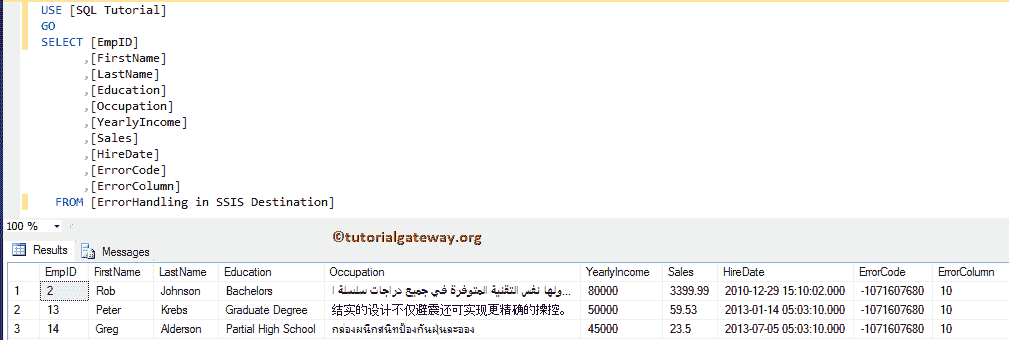 USE [SQL Tutorial]
GO
SELECT [EmpID]
,[FirstName]
,[LastName]
,[Education]
,[Occupation]
,[YearlyIncome]
,[Sales]
,[HireDate]
,[ErrorCode]
,[ErrorColumn]
FROM [ErrorHandling in SSIS Destination]
100 %
©tutorialgateway.org
Results Messages
EmpID FirstName LastName Education Occupation YearlyIncome Sales HireDate ErrorCode ErrorColumn
1 2 Rob Johnson Bachelors ولها نفس التقنية المتوفرة في جميع دراجات سلسلة ا... 80000 3399.99 2010-12-29 15:10:02.000 -1071607680 10
2 13 Peter Krebs Graduate Degree 结实的设计不仅避震还可实现更精确的操控。 50000 59.53 2013-01-14 05:03:10.000 -1071607680 10
3 14 Greg Alderson Partial High School กล่องผนึกสนิทป้องกันฝุ่นละออง 45000 23.5 2013-07-05 05:03:10.000 -1071607680 10